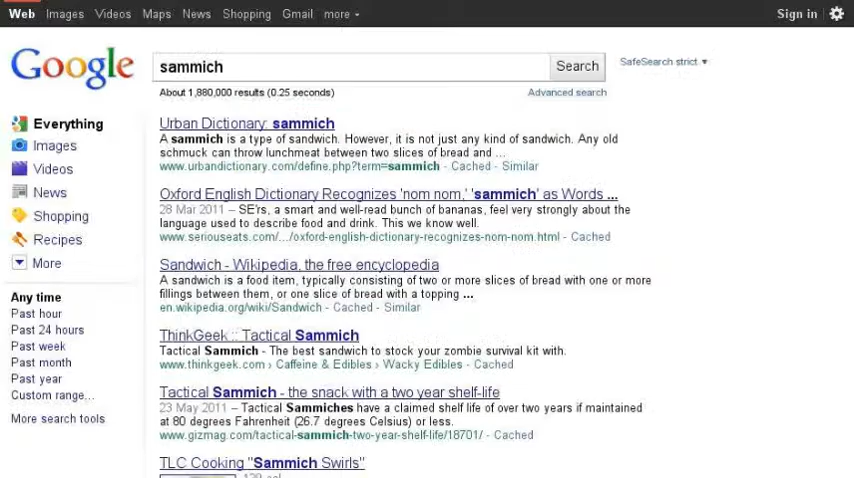 Web Images Videos Maps News Shopping Gmail more Sign in
Google
sammich
Search
SafeSearch strict ▼
About 1,880,000 results (0.25 seconds)
Advanced search
Everything
Images
Videos
News
Shopping
Recipes
More
Any time
Past hour
Past 24 hours
Past week
Past month
Past year
Custom range...
More search tools
Urban Dictionary: sammich
A sammich is a type of sandwich. However, it is not just any kind of sandwich. Any old
schmuck can throw lunchmeat between two slices of bread and ...
www.urbandictionary.com/define.php?term=sammich - Cached - Similar
Oxford English Dictionary Recognizes 'nom nom,' 'sammich' as Words ...
28 Mar 2011 – SE'rs, a smart and well-read bunch of bananas, feel very strongly about the
language used to describe food and drink. This we know well.
www.seriouseats.com/.../oxford-english-dictionary-recognizes-nom-nom.html - Cached
Sandwich - Wikipedia, the free encyclopedia
A sandwich is a food item, typically consisting of two or more slices of bread with one or more
fillings between them, or one slice of bread with a topping ...
en.wikipedia.org/wiki/Sandwich - Cached - Similar
ThinkGeek :: Tactical Sammich
Tactical Sammich - The best sandwich to stock your zombie survival kit with.
www.thinkgeek.com › Caffeine & Edibles › Wacky Edibles - Cached
Tactical Sammich - the snack with a two year shelf-life
23 May 2011 – Tactical Sammiches have a claimed shelf life of over two years if maintained
at 80 degrees Fahrenheit (26.7 degrees Celsius) or less.
www.gizmag.com/tactical-sammich-two-year-shelf-life/18701/ - Cached
TLC Cooking "Sammich Swirls"